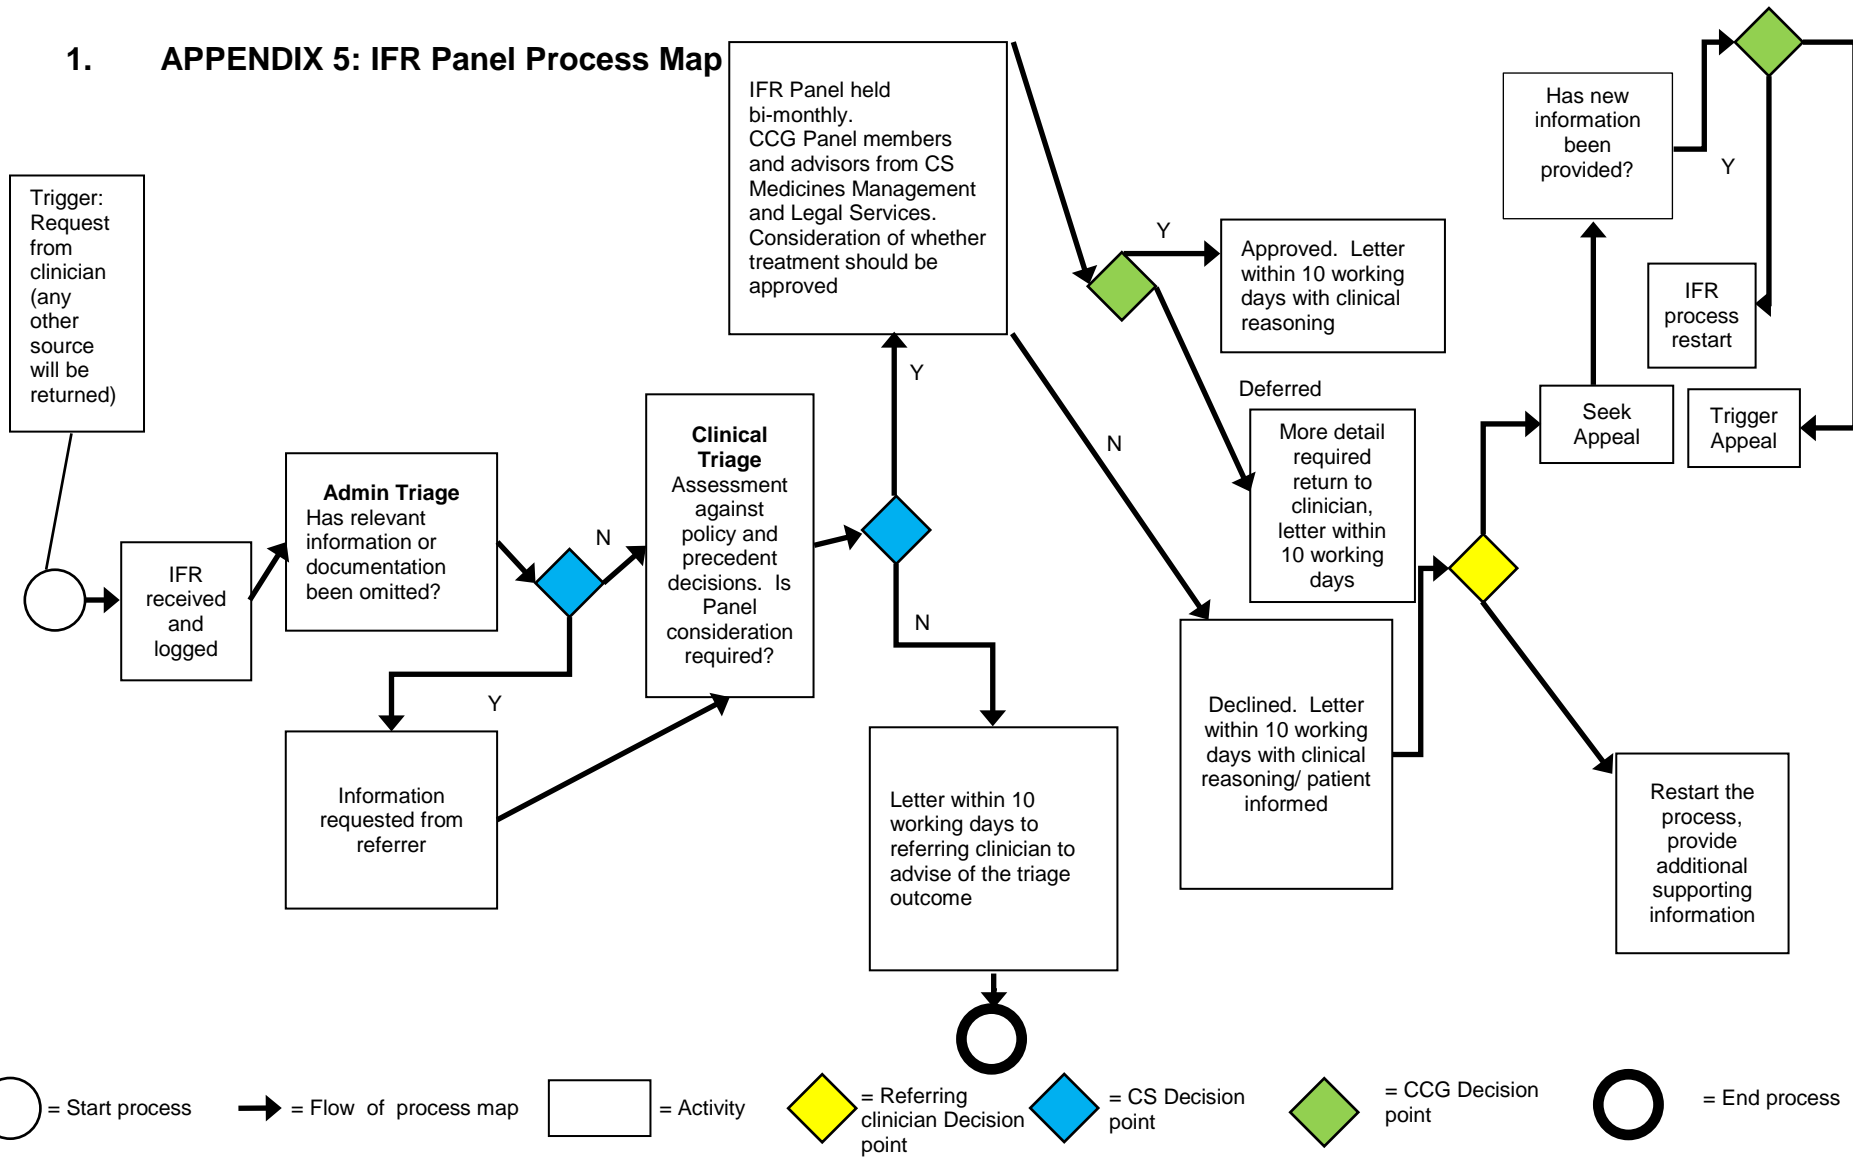 1. APPENDIX 5: IFR Panel Process Map
Trigger:
Request
from
clinician
(any
other
source
will be
returned)
IFR
received
and
logged
Admin Triage
Has relevant
information or
documentation
been omitted?
N
Y
Information
requested from
referrer
Clinical
Triage
Assessment
against
policy and
precedent
decisions. Is
Panel
consideration
required?
Y
N
IFR Panel held
bi-monthly.
CCG Panel members
and advisors from CS
Medicines Management
and Legal Services.
Consideration of whether
treatment should be
approved
Letter within 10
working days to
referring clinician to
advise of the triage
outcome
Y
Approved. Letter
within 10 working
days with clinical
reasoning
Deferred
More detail
required
return to
clinician,
letter within
10 working
days
N
Declined. Letter
within 10 working
days with clinical
reasoning/ patient
informed
Seek
Appeal
Has new
information
been
provided?
Y
IFR
process
restart
Trigger
Appeal
Restart the
process,
provide
additional
supporting
information
= Start process
= Flow of process map
= Activity
= Referring
clinician Decision
point
= CS Decision
point
= CCG Decision
point
= End process